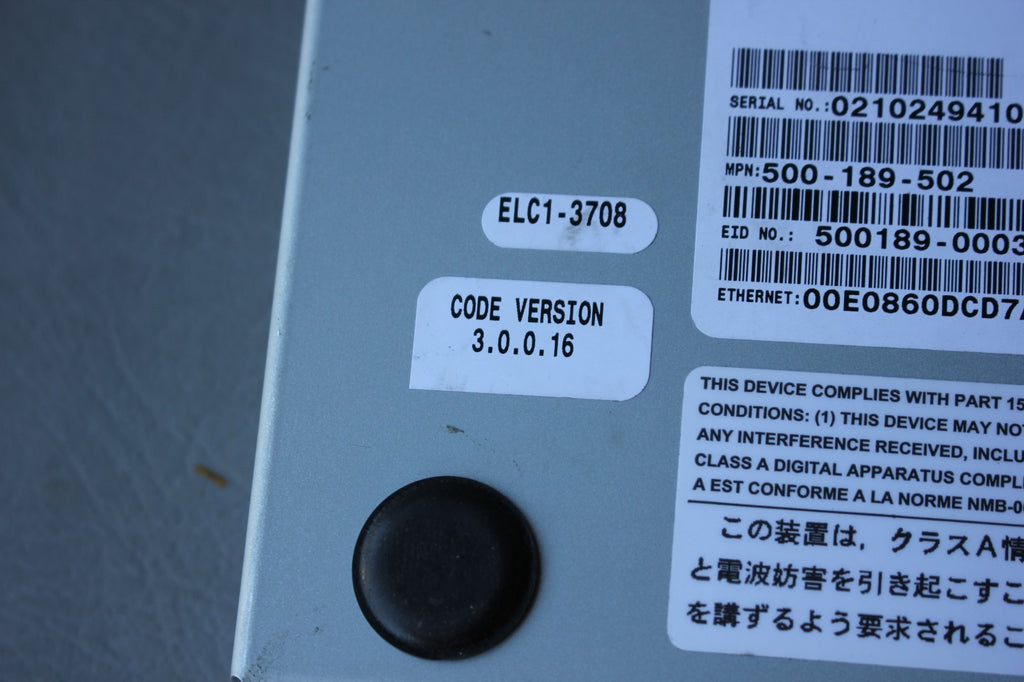 ELC1-3708
CODE VERSION
3.0.0.16
SERIAL NO.:0210249410
MPN:500-189-502
EID NO.: 500189-0003
ETHERNET:00E0860DCD7
THIS DEVICE COMPLIES WITH PART 15
CONDITIONS: (1) THIS DEVICE MAY NOT
ANY INTERFERENCE RECEIVED, INCLU
CLASS A DIGITAL APPARATUS COMPL
A EST CONFORME A LA NORME NMB-0
この装置は, クラスA情
と電波妨害を引き起こすこ
を講ずるよう要求されるこ